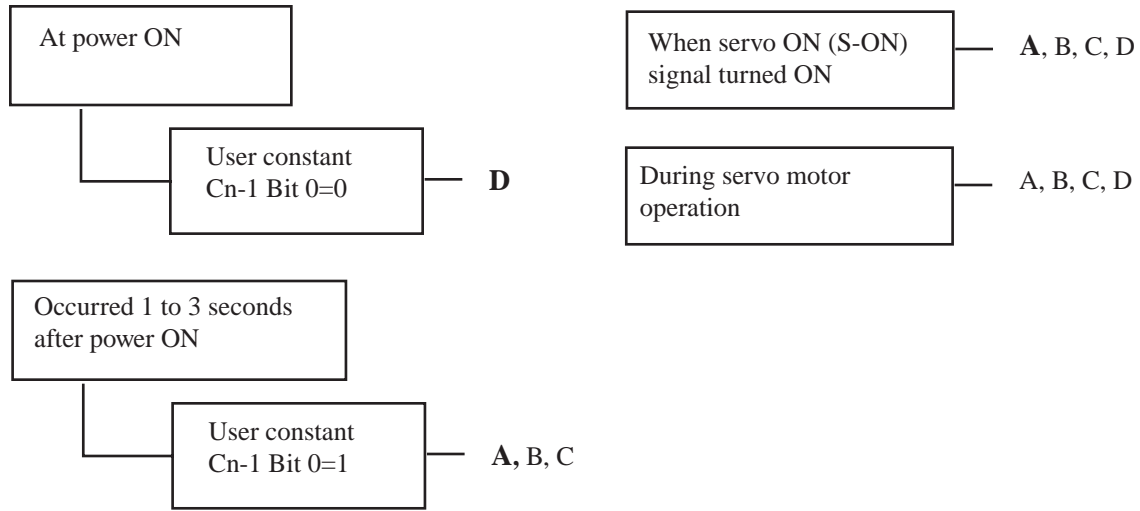 At power ON
User constant
Cn-1 Bit 0=0
D
Occurred 1 to 3 seconds
after power ON
User constant
Cn-1 Bit 0=1
A, B, C
When servo ON (S-ON)
signal turned ON
A, B, C, D
During servo motor
operation
A, B, C, D